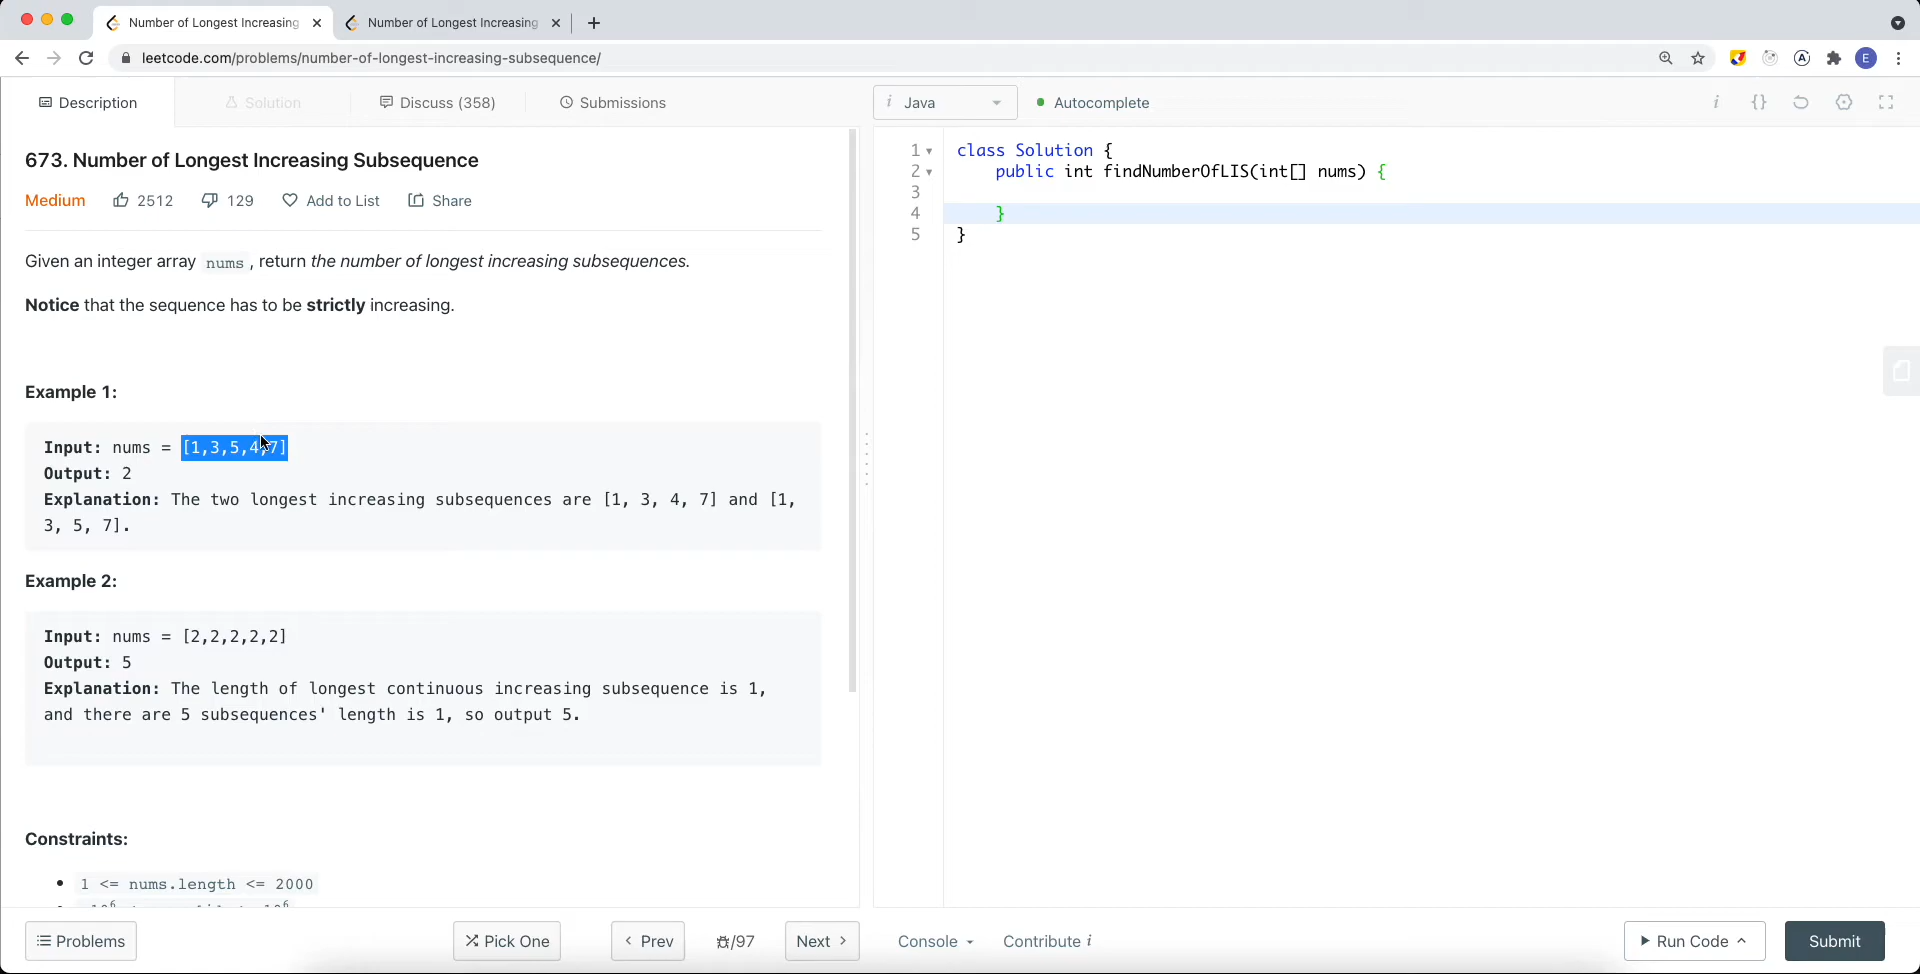 Number of Longest Increasing
Number of Longest Increasing
leetcode.com/problems/number-of-longest-increasing-subsequence/
E
Description
Solution
Discuss (358)
Submissions
i Java
Autocomplete
i {}
673. Number of Longest Increasing Subsequence
Medium 2512 129 Add to List Share
Given an integer array nums, return the number of longest increasing subsequences.
Notice that the sequence has to be strictly increasing.
Example 1:
Input: nums = [1,3,5,4,7]
Output: 2
Explanation: The two longest increasing subsequences are [1, 3, 4, 7] and [1,
3, 5, 7].
Example 2:
Input: nums = [2,2,2,2,2]
Output: 5
Explanation: The length of longest continuous increasing subsequence is 1,
and there are 5 subsequences' length is 1, so output 5.
Constraints:
1 <= nums.length <= 2000
1 class Solution {
2 public int findNumberOfLIS(int[] nums) {
3
4 }
5 }
Problems
Pick One
Prev
/97
Next
Console
Contribute i
Run Code
Submit